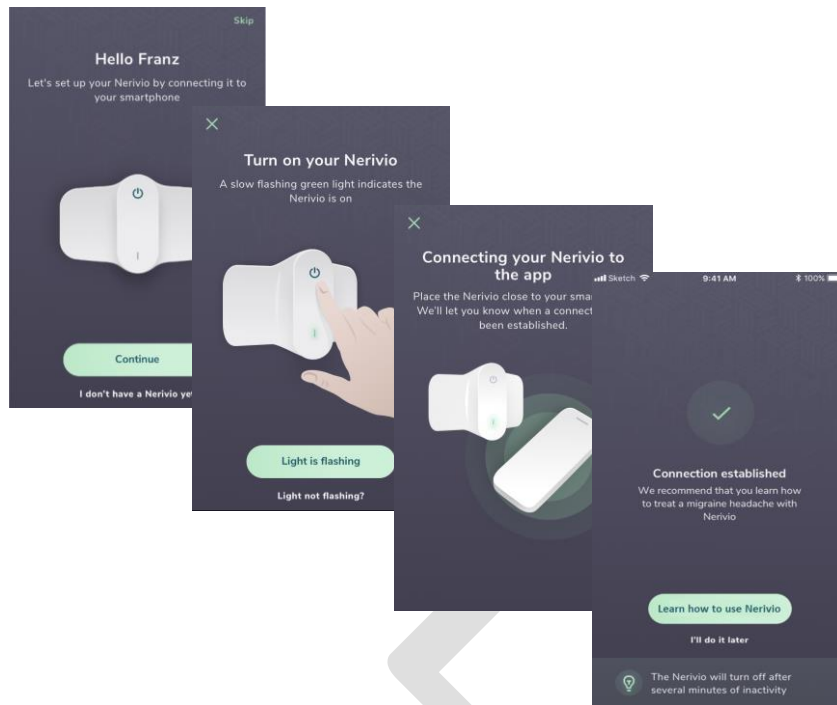 Skip
Hello Franz
Let's set up your Nerivio by connecting it to
your smartphone
Continue
I don't have a Nerivio yet
Turn on your Nerivio
A slow flashing green light indicates the
Nerivio is on
Light is flashing
Light not flashing?
Connecting your Nerivio to
the app
Place the Nerivio close to your
We'll let you know when a
been established.
Sketch 9:41 AM 100%
Connection established
We recommend that you learn how
to treat a migraine headache with
Nerivio
Learn how to use Nerivio
I'll do it later
The Nerivio will turn off after
several minutes of inactivity